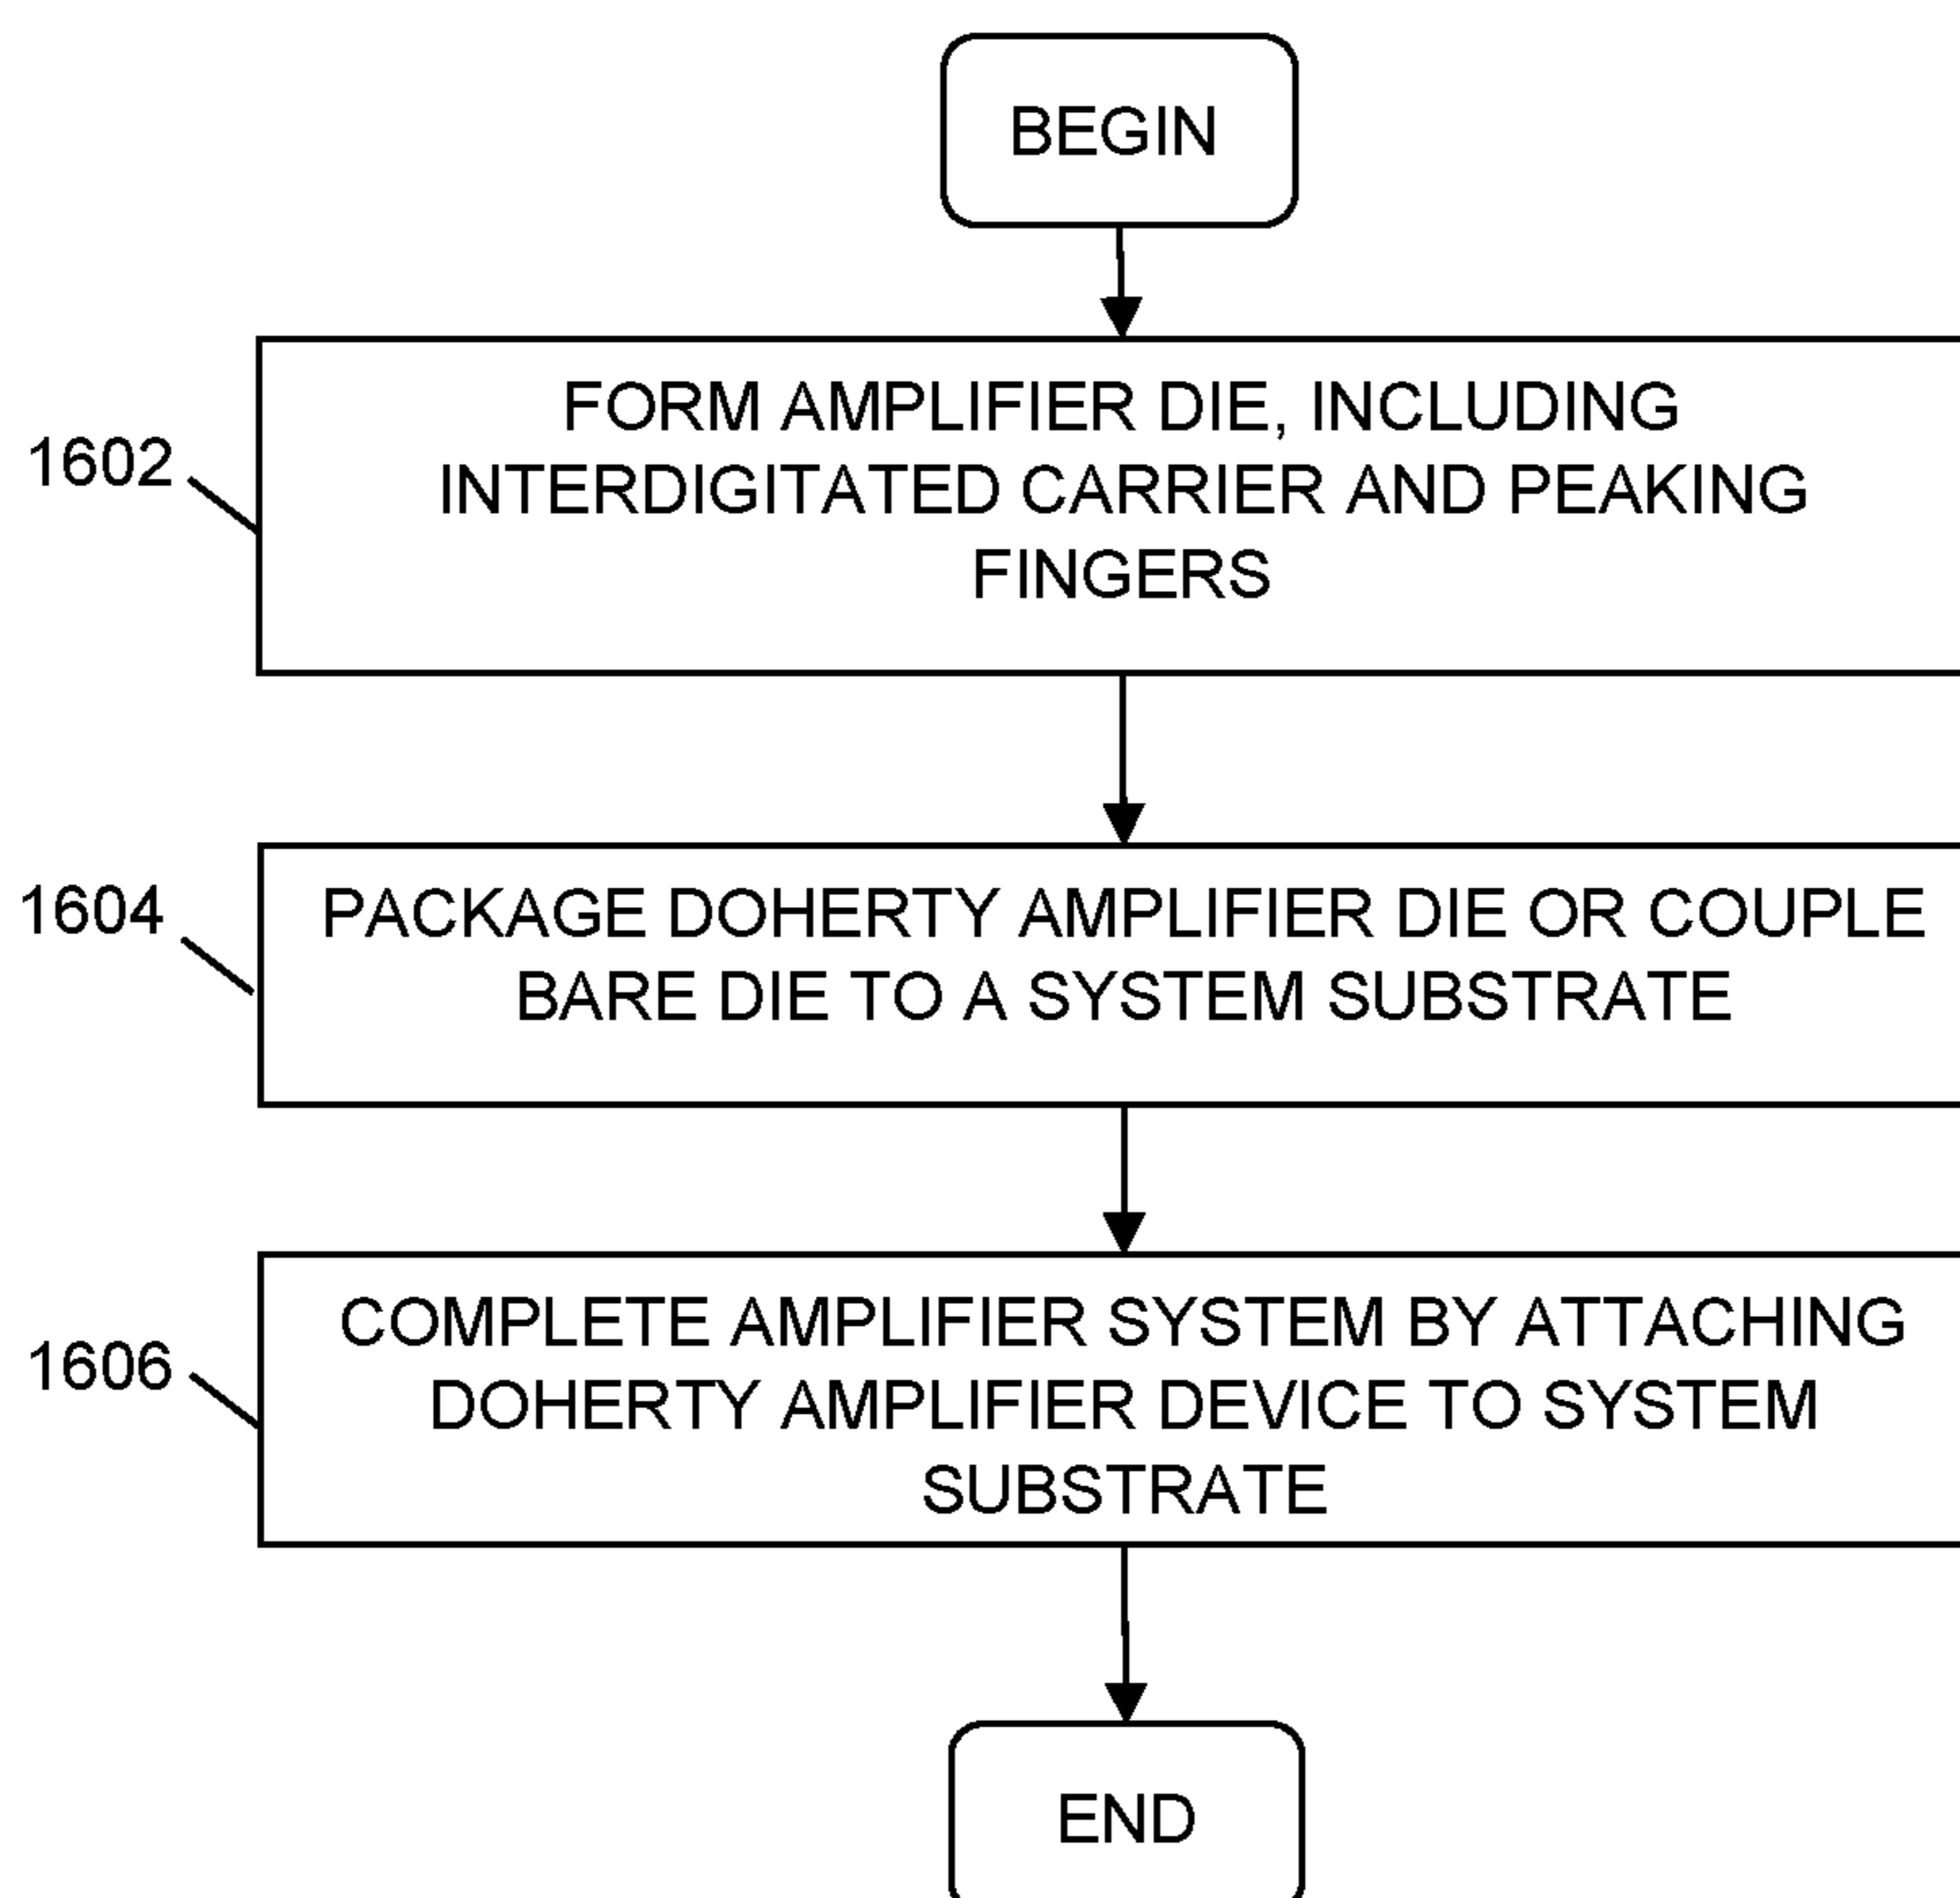 BEGIN
1602
FORM AMPLIFIER DIE, INCLUDING
INTERDIGITATED CARRIER AND PEAKING
FINGERS
1604
PACKAGE DOHERTY AMPLIFIER DIE OR COUPLE
BARE DIE TO A SYSTEM SUBSTRATE
1606
COMPLETE AMPLIFIER SYSTEM BY ATTACHING
DOHERTY AMPLIFIER DEVICE TO SYSTEM
SUBSTRATE
END